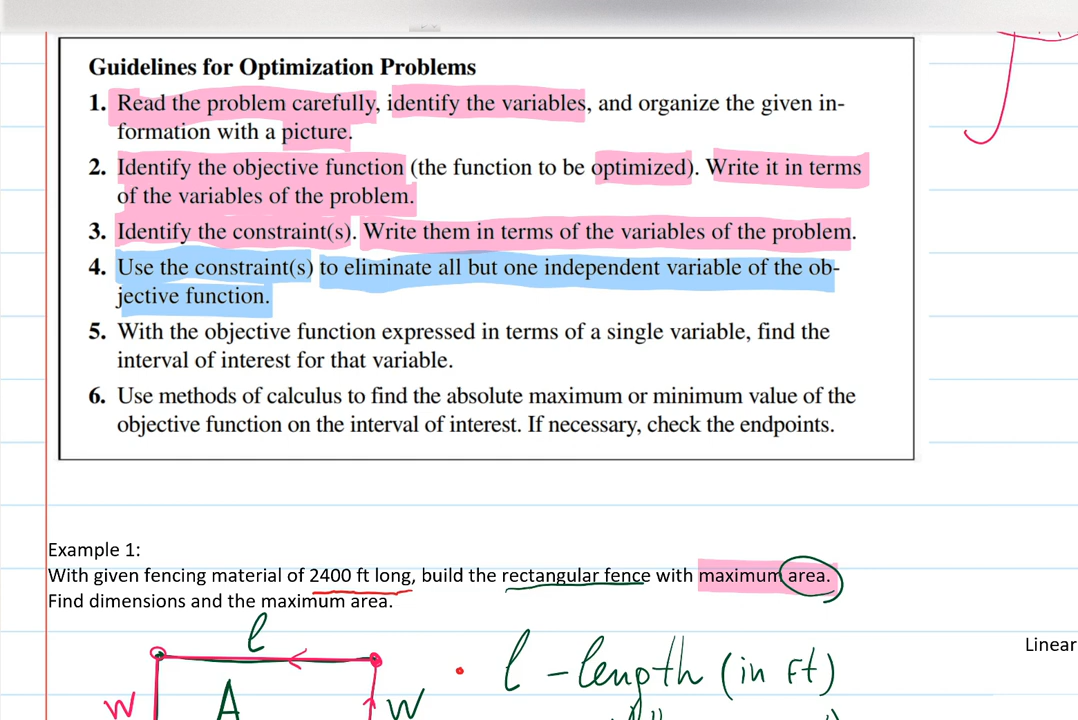 Guidelines for Optimization Problems
1. Read the problem carefully, identify the variables, and organize the given in-
formation with a picture.
2. Identify the objective function (the function to be optimized). Write it in terms
of the variables of the problem.
3. Identify the constraint(s). Write them in terms of the variables of the problem.
4. Use the constraint(s) to eliminate all but one independent variable of the ob-
jective function.
5. With the objective function expressed in terms of a single variable, find the
interval of interest for that variable.
6. Use methods of calculus to find the absolute maximum or minimum value of the
objective function on the interval of interest. If necessary, check the endpoints.
Example 1:
With given fencing material of 2400 ft long, build the rectangular fence with maximum area.
Find dimensions and the maximum area.
l
Linear
l - length (in ft)
W A W